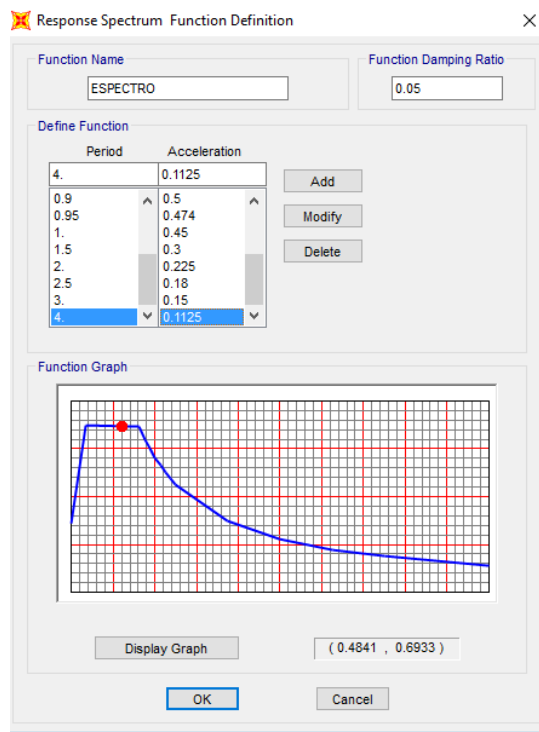 Response Spectrum Function Definition
Function Name
Function Damping Ratio
ESPECTRO
0.05
Define Function
Period Acceleration
4. 0.1125
Add
0.9 0.5
0.95 0.474
Modify
1. 0.45
1.5 0.3
Delete
2. 0.225
2.5 0.18
3. 0.15
4. 0.1125
Function Graph
Display Graph
( 0.4841 , 0.6933 )
OK
Cancel